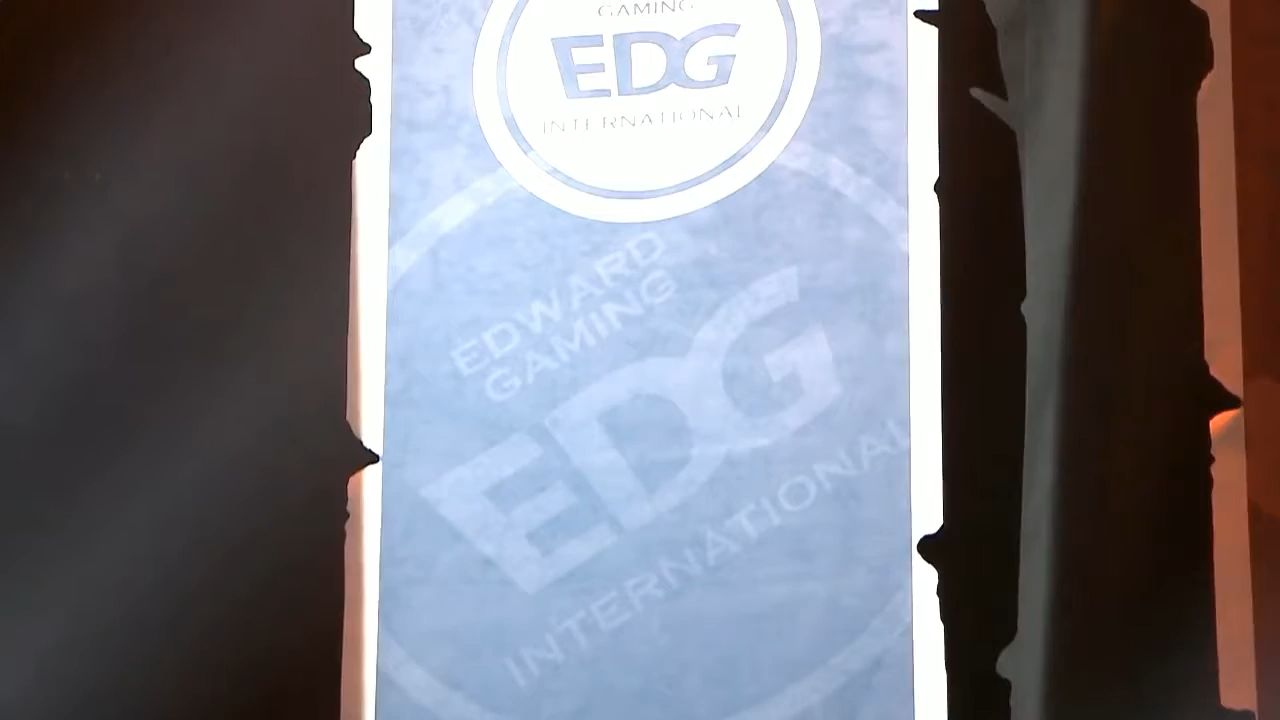 GAMING
EDG
INTERNATIONAL
EDWARD
GAMING
EDG
INTERNATIONAL